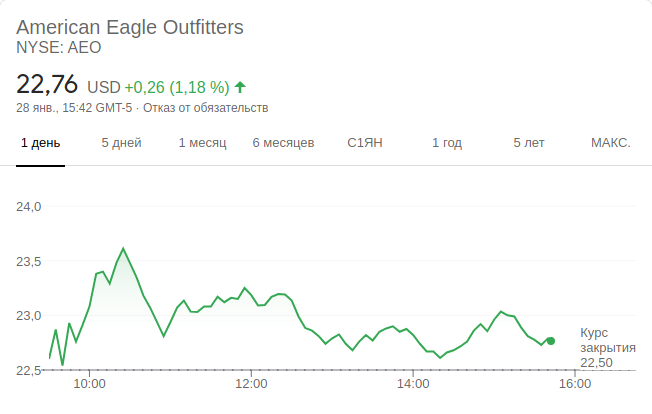 American Eagle Outfitters
NYSE: AEO
22,76 USD +0,26 (1,18 %)
28 янв., 15:42 GMT-5 · Отказ от обязательств
1 день 5 дней 1 месяц 6 месяцев С1ЯН 1 год 5 лет МАКС.
24,0
23,5
23,0
22,5
Курс
закрытия
22,50
10:00 12:00 14:00 16:00